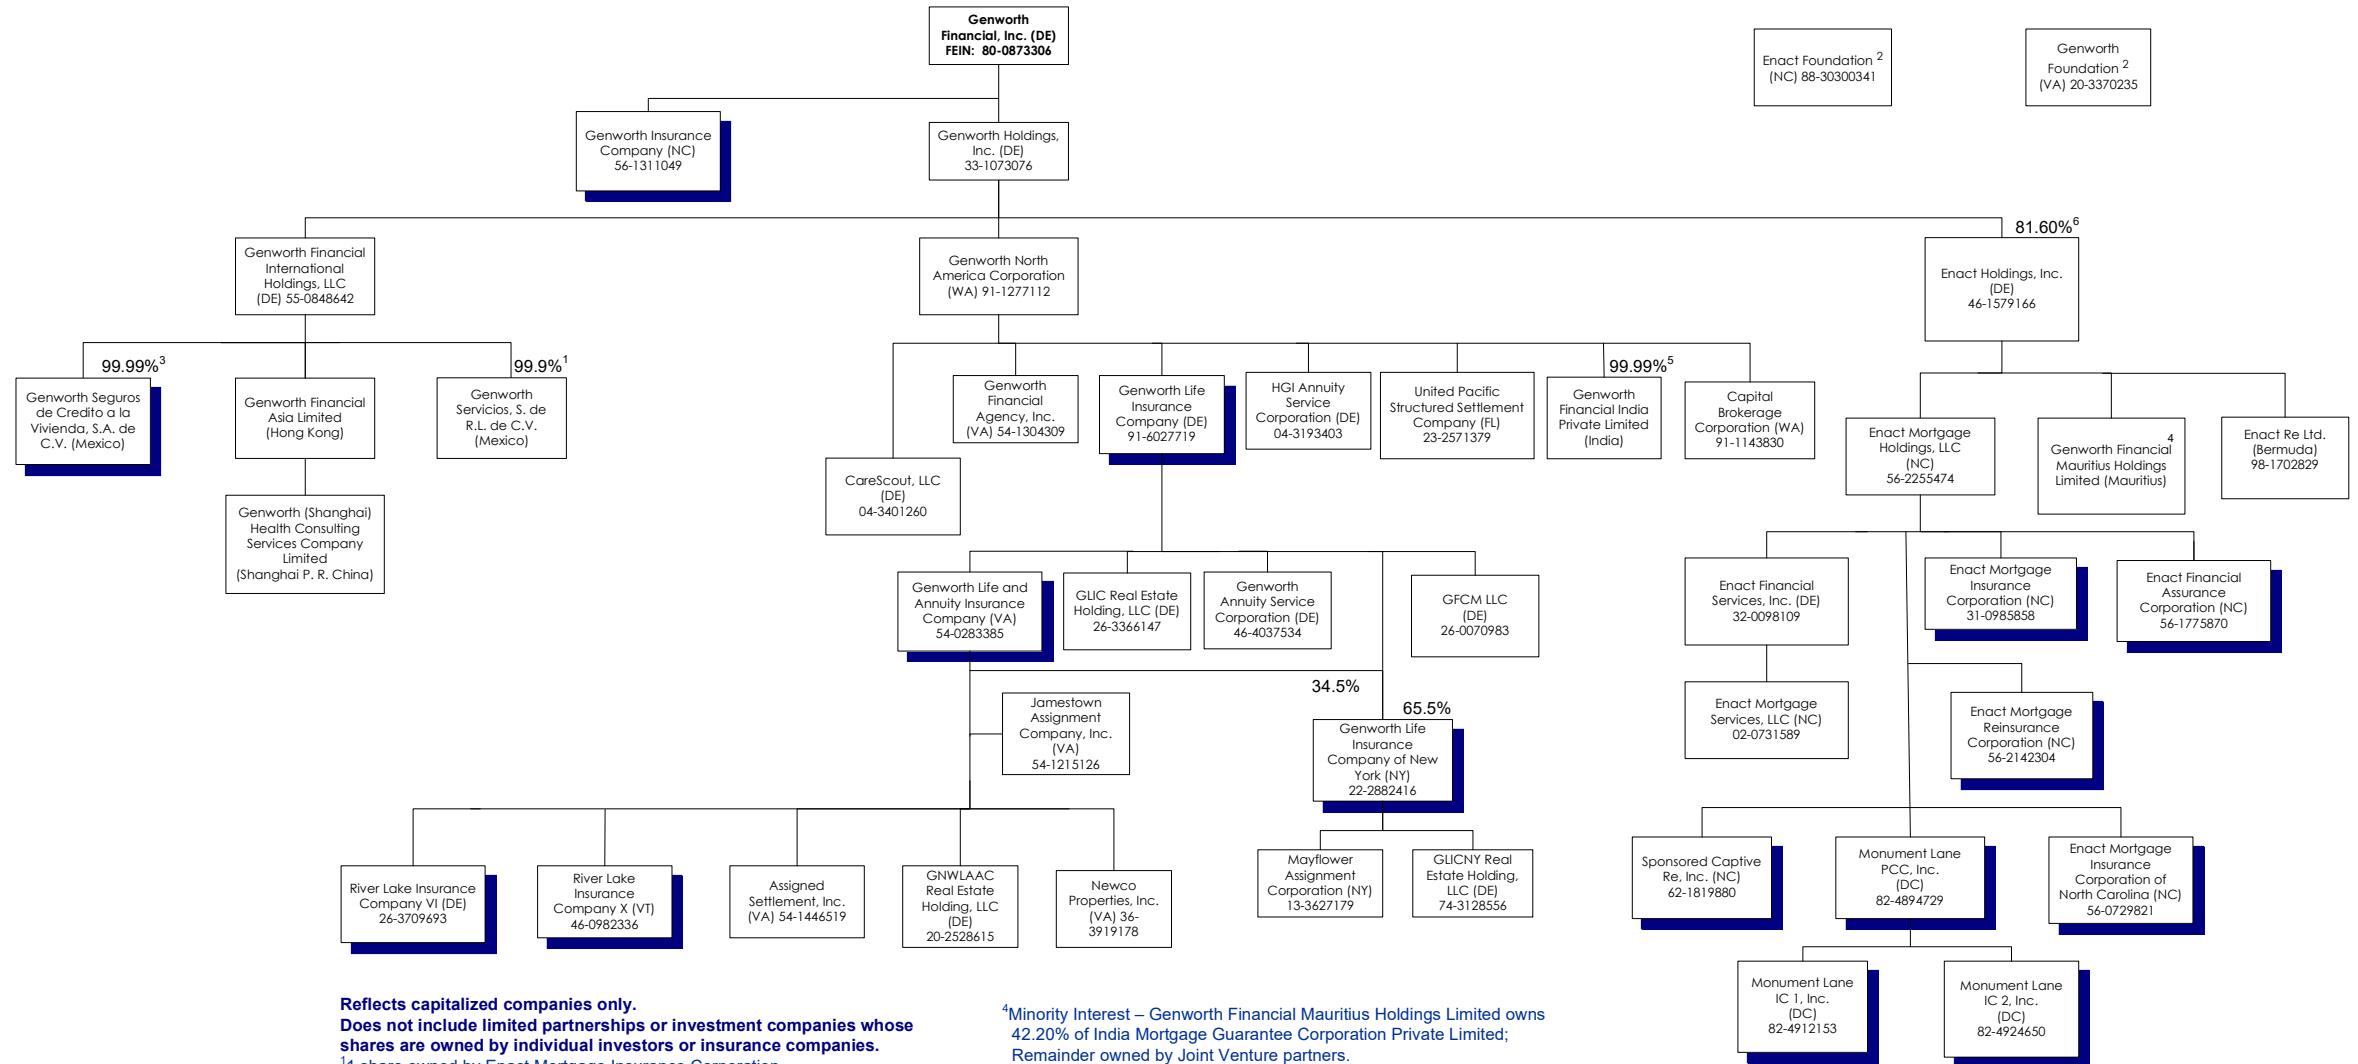 Genworth
Financial, Inc. (DE)
FEIN: 80-0873306
Enact Foundation 2
(NC) 88-30300341
Genworth
Foundation 2
(VA) 20-3370235
Genworth Insurance
Company (NC)
56-1311049
Genworth Holdings,
Inc. (DE)
33-1073076
Genworth Financial
International
Holdings, LLC
(DE) 55-0848642
Genworth North
America Corporation
(WA) 91-1277112
81.60%6
Enact Holdings, Inc.
(DE)
46-1579166
99.99%3
Genworth Seguros
de Credito a la
Vivienda, S.A. de
C.V. (Mexico)
Genworth Financial
Asia Limited
(Hong Kong)
99.9%1
Genworth
Servicios, S. de
R.L. de C.V.
(Mexico)
Genworth (Shanghai)
Health Consulting
Services Company
Limited
(Shanghai P. R. China)
CareScout, LLC
(DE)
04-3401260
Genworth
Financial
Agency, Inc.
(VA) 54-1304309
Genworth Life
Insurance
Company (DE)
91-6027719
HGI Annuity
Service
Corporation (DE)
04-3193403
United Pacific
Structured Settlement
Company (FL)
23-2571379
99.99%5
Genworth
Financial India
Private Limited
(India)
Capital
Brokerage
Corporation (WA)
91-1143830
Enact Mortgage
Holdings, LLC
(NC)
56-2255474
4
Genworth Financial
Mauritius Holdings
Limited (Mauritius)
Enact Re Ltd.
(Bermuda)
98-1702829
Genworth Life and
Annuity Insurance
Company (VA)
54-0283385
GLIC Real Estate
Holding, LLC (DE)
26-3366147
Genworth
Annuity Service
Corporation (DE)
46-4037534
GFCM LLC
(DE)
26-0070983
Enact Financial
Services, Inc. (DE)
32-0098109
Enact Mortgage
Insurance
Corporation (NC)
31-0985858
Enact Financial
Assurance
Corporation (NC)
56-1775870
Jamestown
Assignment
Company, Inc.
(VA)
54-1215126
34.5%
65.5%
Genworth Life
Insurance
Company of New
York (NY)
22-2882416
Enact Mortgage
Services, LLC (NC)
02-0731589
Enact Mortgage
Reinsurance
Corporation (NC)
56-2142304
River Lake Insurance
Company VI (DE)
26-3709693
River Lake
Insurance
Company X (VT)
46-0982336
Assigned
Settlement, Inc.
(VA) 54-1446519
GNWLAAC
Real Estate
Holding, LLC
(DE)
20-2528615
Newco
Properties, Inc.
(VA) 36-
3919178
Mayflower
Assignment
Corporation (NY)
13-3627179
GLICNY Real
Estate Holding,
LLC (DE)
74-3128556
Sponsored Captive
Re, Inc. (NC)
62-1819880
Monument Lane
PCC, Inc.
(DC)
82-4894729
Enact Mortgage
Insurance
Corporation of
North Carolina (NC)
56-0729821
Monument Lane
IC 1, Inc.
(DC)
82-4912153
Monument Lane
IC 2, Inc.
(DC)
82-4924650
Reflects capitalized companies only.
Does not include limited partnerships or investment companies whose
shares are owned by individual investors or insurance companies.
11 share owned by Enact Mortgage Insurance Corporation
4Minority Interest – Genworth Financial Mauritius Holdings Limited owns
42.20% of India Mortgage Guarantee Corporation Private Limited;
Remainder owned by Joint Venture partners.